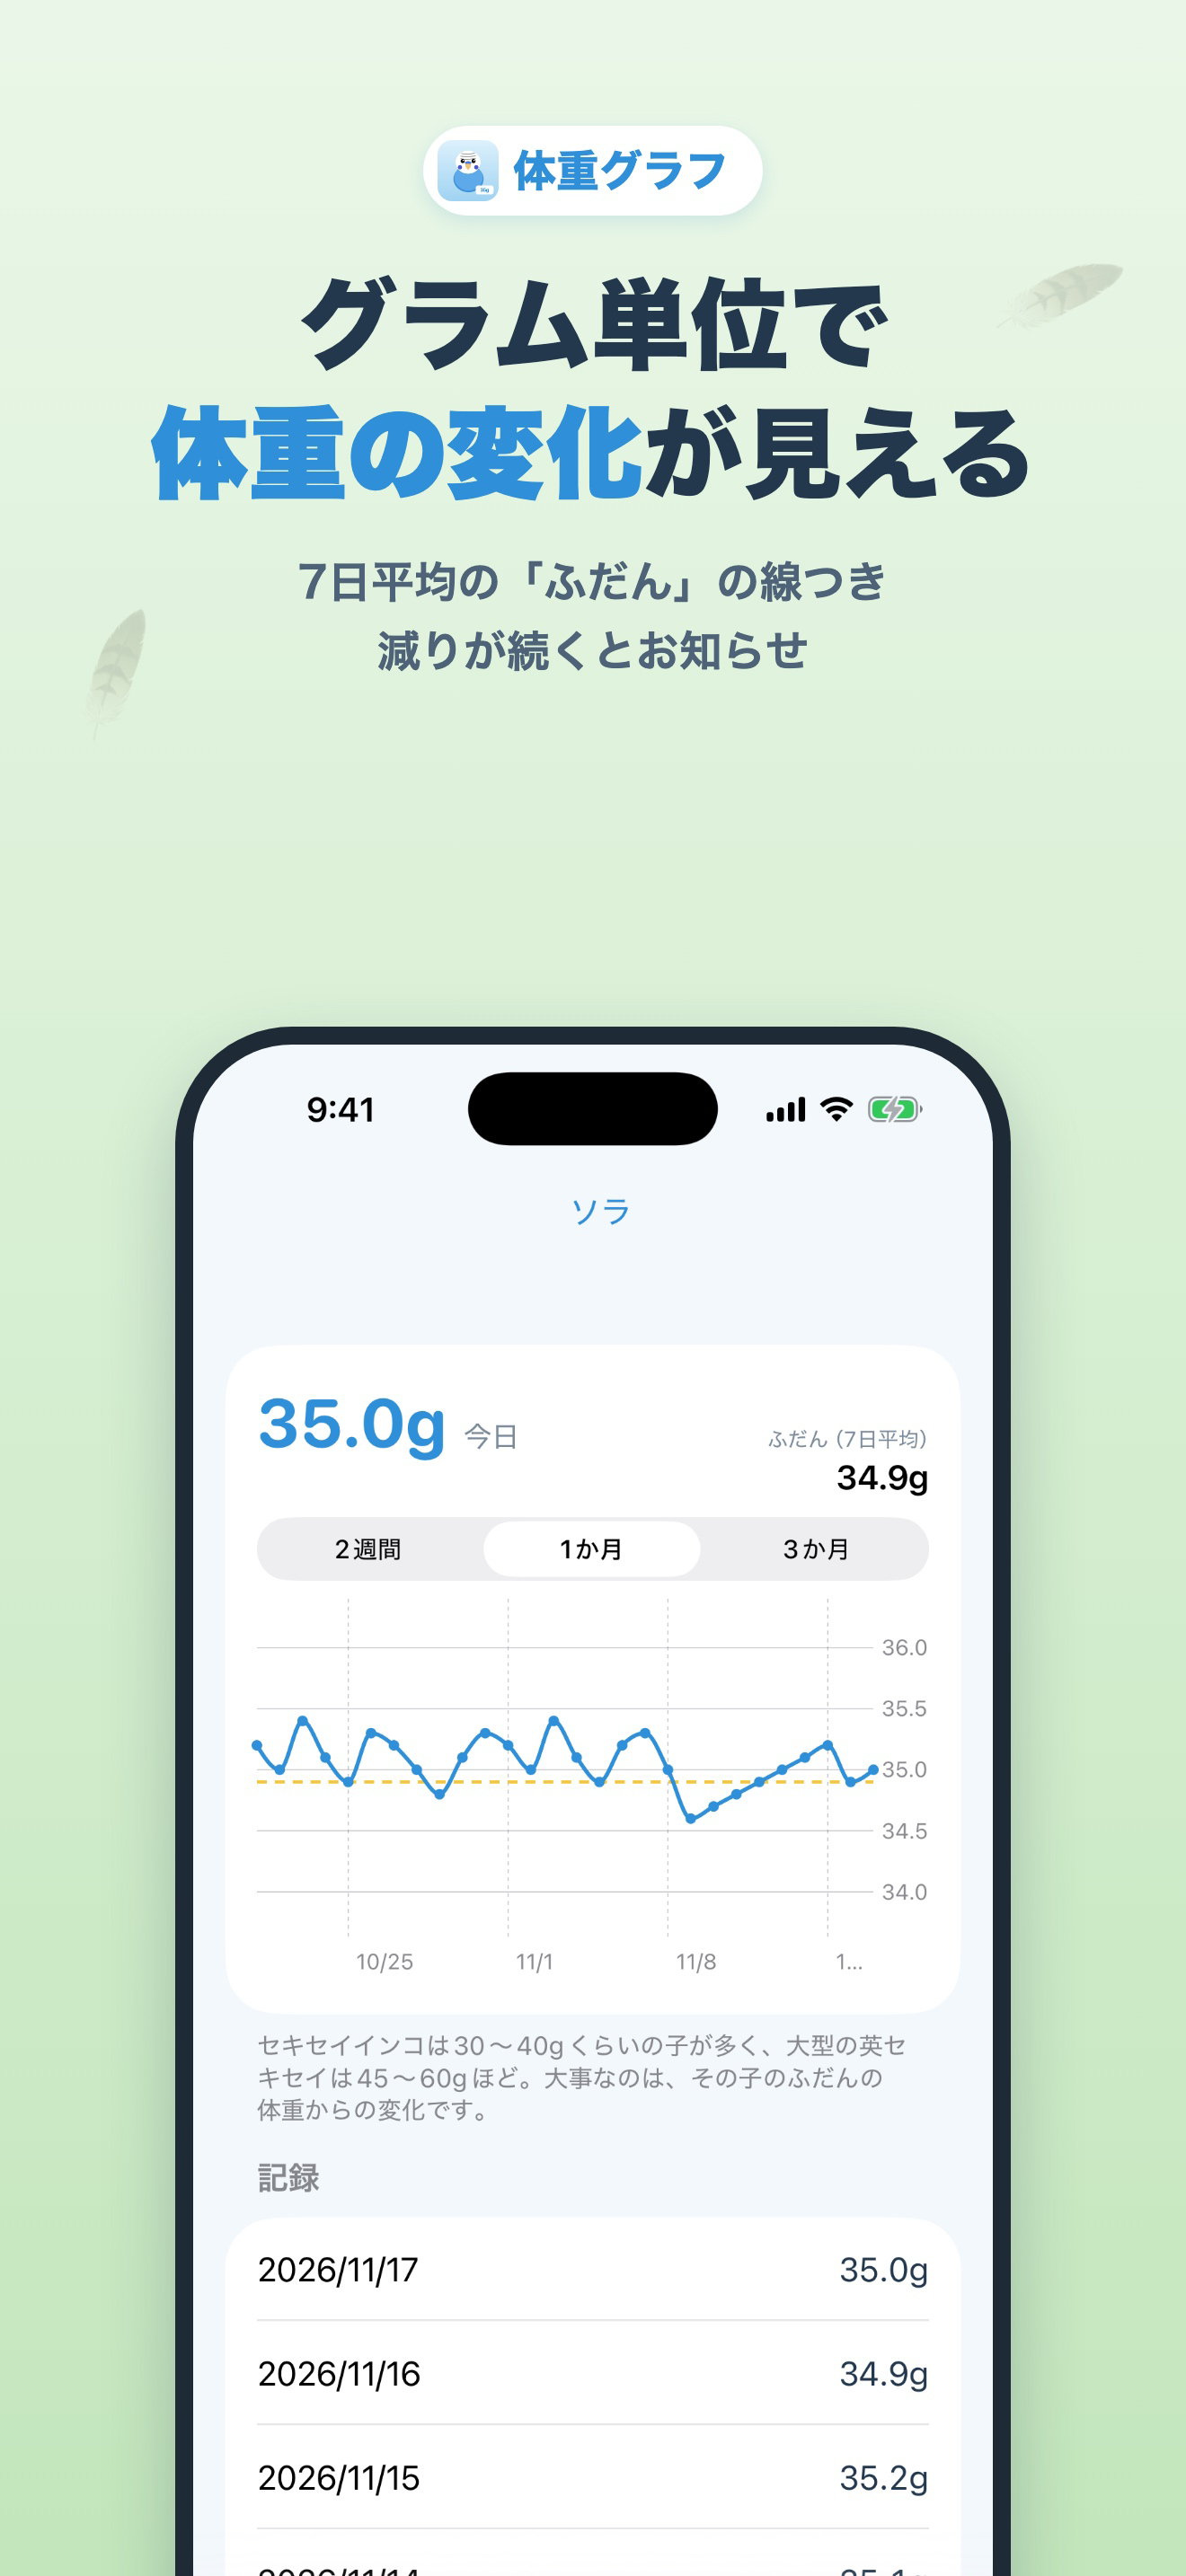 体重グラフ
グラム単位で
体重の変化が見える
7日平均の「ふだん」の線つき
減りが続くとお知らせ
9:41
ソラ
35.0g 今日
ふだん（7日平均）
34.9g
2週間 1か月 3か月
36.0
35.5
35.0
34.5
34.0
10/25 11/1 11/8 1...
セキセイインコは30〜40gくらいの子が多く、大型の英セ
キセイは45〜60gほど。大事なのは、その子のふだんの
体重からの変化です。
記録
2026/11/17 35.0g
2026/11/16 34.9g
2026/11/15 35.2g